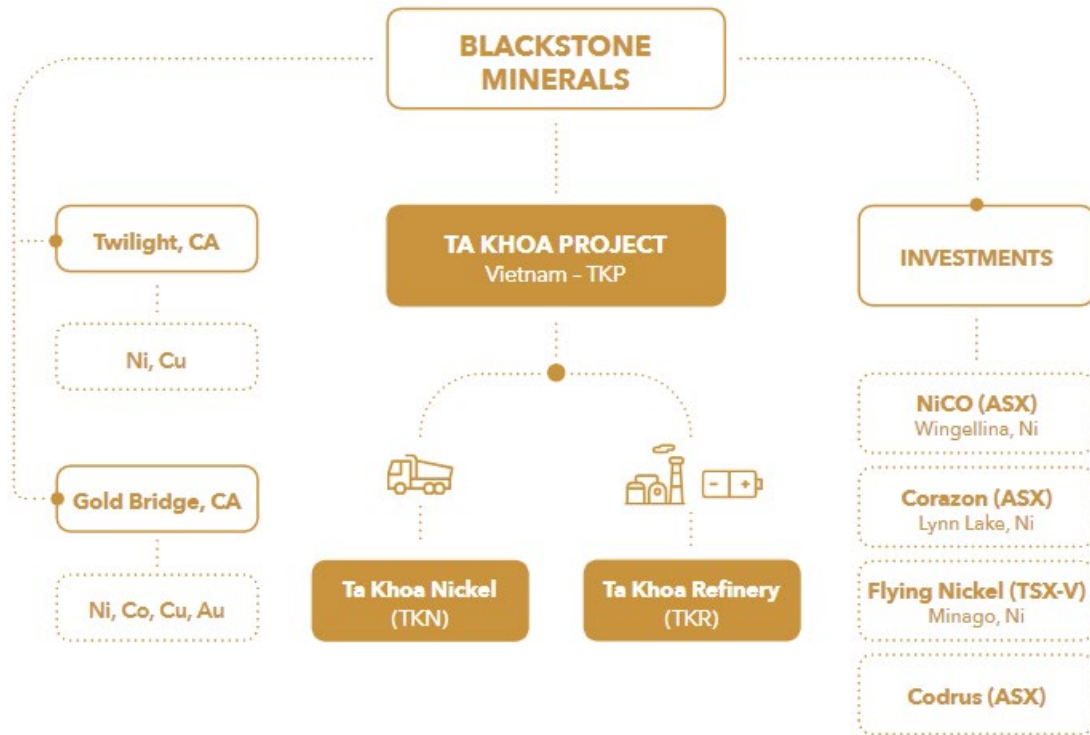 BLACKSTONE
MINERALS
Twilight, CA
Ni, Cu
Gold Bridge, CA
Ni, Co, Cu, Au
TA KHOA PROJECT
Vietnam – TKP
- +
Ta Khoa Nickel
(TKN)
Ta Khoa Refinery
(TKR)
INVESTMENTS
NiCO (ASX)
Wingellina, Ni
Corazon (ASX)
Lynn Lake, Ni
Flying Nickel (TSX-V)
Minago, Ni
Codrus (ASX)